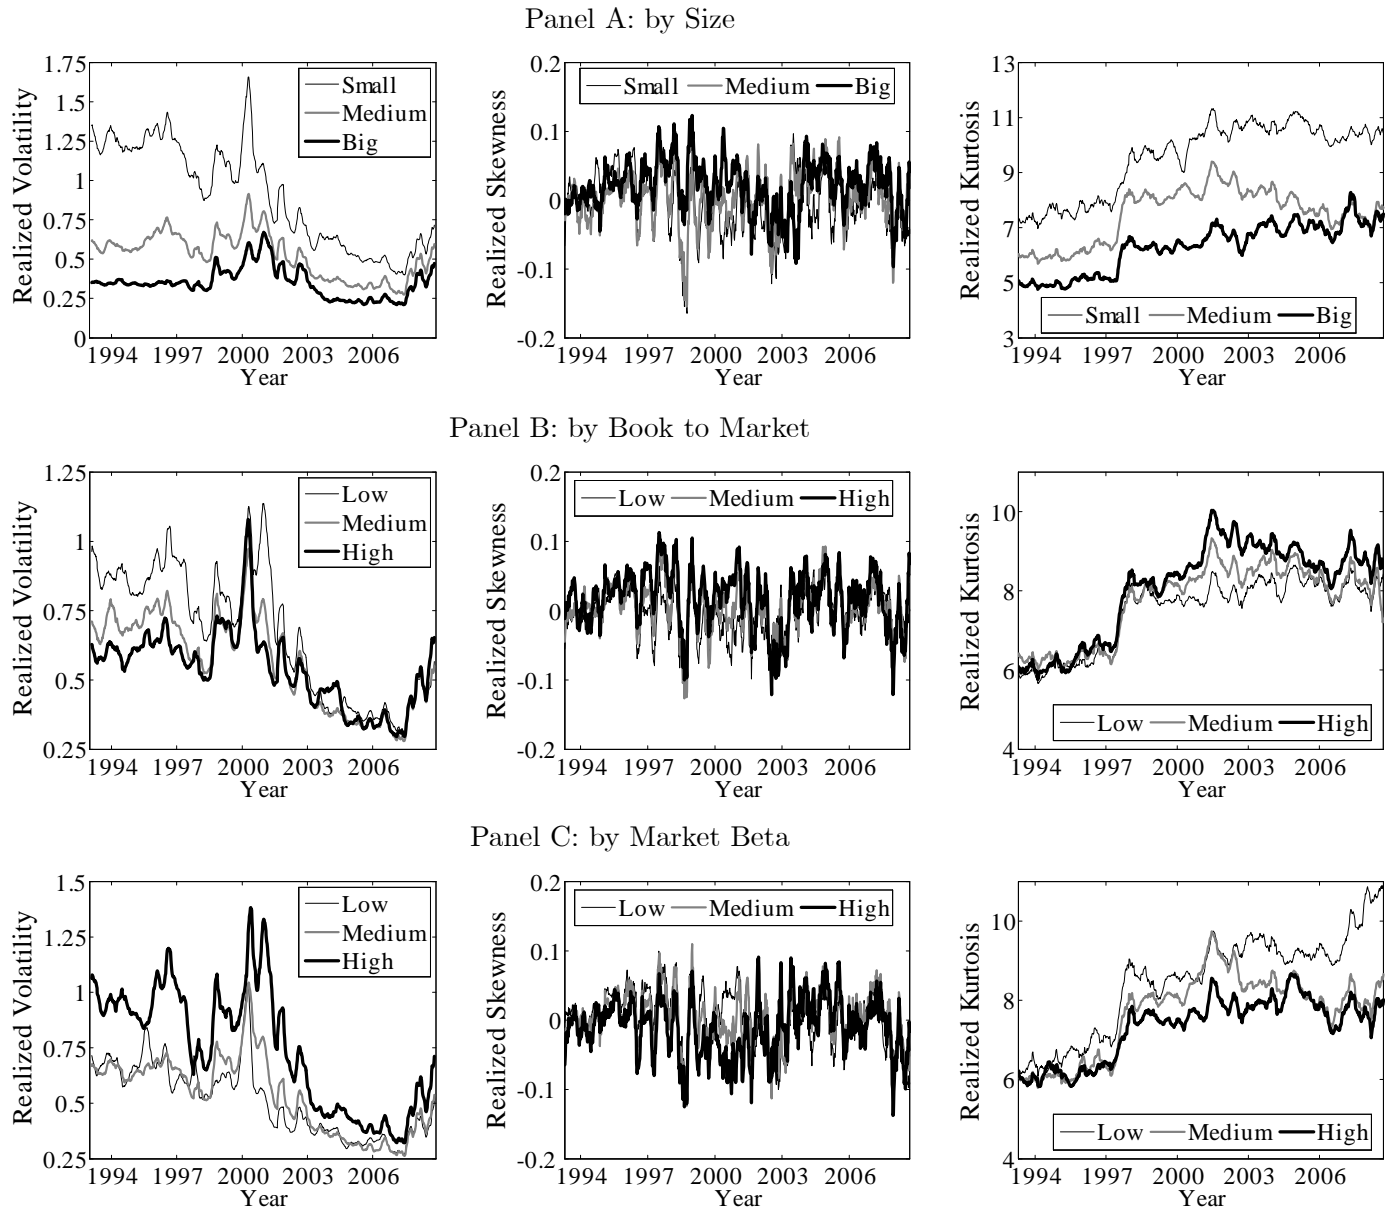 Panel A: by Size
Realized Volatility
1.75
1.5
1.25
1
0.75
0.5
0.25
0
Small
Medium
Big
1994 1997 2000 2003 2006
Year
Realized Skewness
0.2
0.1
0
-0.1
-0.2
Small Medium Big
1994 1997 2000 2003 2006
Year
Realized Kurtosis
13
11
9
7
5
3
Small Medium Big
1994 1997 2000 2003 2006
Year
Panel B: by Book to Market
Realized Volatility
1.25
1
0.75
0.5
0.25
Low
Medium
High
1994 1997 2000 2003 2006
Year
Realized Skewness
0.2
0.1
0
-0.1
-0.2
Low Medium High
1994 1997 2000 2003 2006
Year
Realized Kurtosis
10
8
6
4
Low Medium High
1994 1997 2000 2003 2006
Year
Panel C: by Market Beta
Realized Volatility
1.5
1.25
1
0.75
0.5
0.25
Low
Medium
High
1994 1997 2000 2003 2006
Year
Realized Skewness
0.2
0.1
0
-0.1
-0.2
Low Medium High
1994 1997 2000 2003 2006
Year
Realized Kurtosis
10
8
6
4
Low Medium High
1994 1997 2000 2003 2006
Year